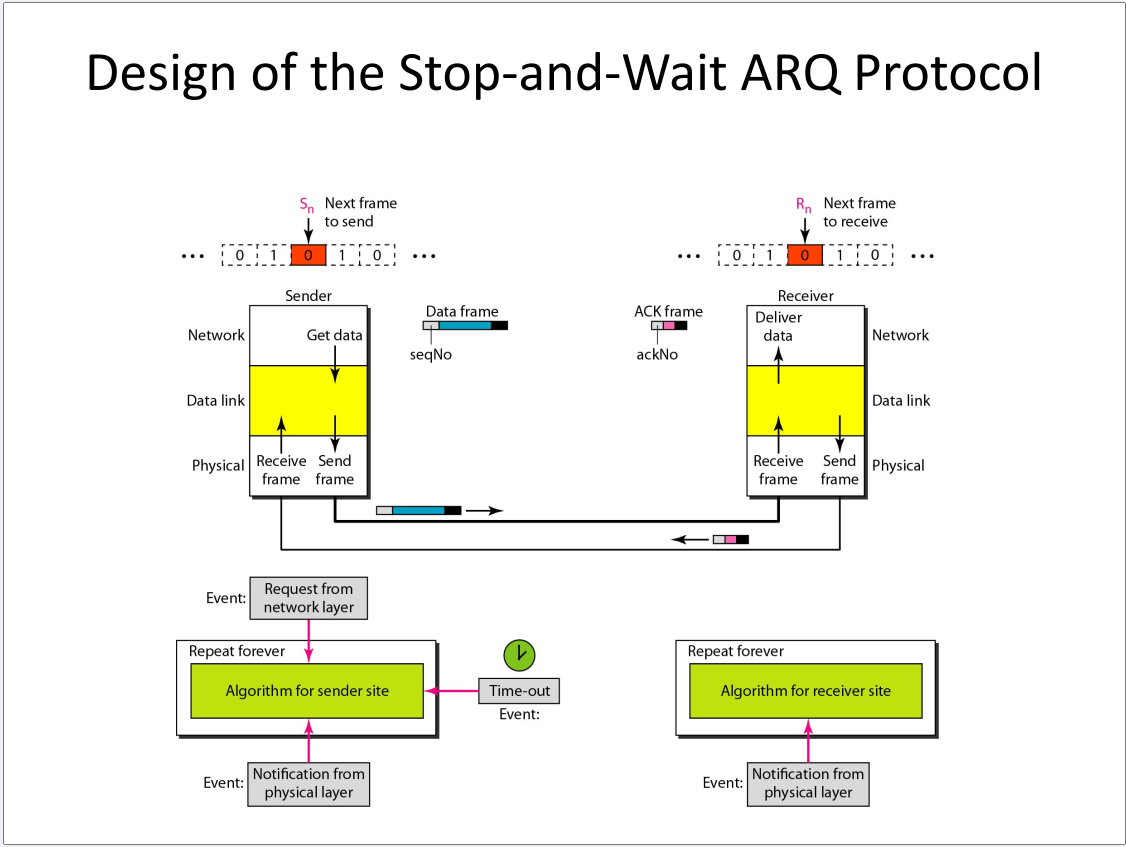 Design of the Stop-and-Wait ARQ Protocol
Sn Next frame
to send
Rn Next frame
to receive
... 0 1 0 1 0 ...
... 0 1 0 1 0 ...
Sender
Receiver
Data frame
seqNo
ACK frame
ackNo
Network
Get data
Deliver
data
Network
Data link
Data link
Physical
Receive
frame
Send
frame
Receive
frame
Send
frame
Physical
Event:
Request from
network layer
Repeat forever
Algorithm for sender site
Time-out
Event:
Event:
Notification from
physical layer
Repeat forever
Algorithm for receiver site
Event:
Notification from
physical layer